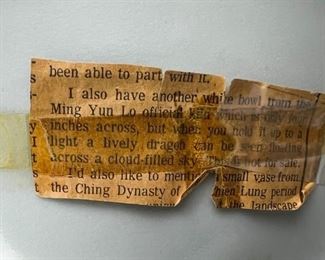 been able to part with it.
I also have another white bowl from the
Ming Yun Lo official kiln which is only four
inches across, but when you hold it up to a
light a lively dragon can be seen floating
across a cloud-filled sky. This is not for sale.
I'd also like to mention a small vase from
the Ching Dynasty of Chien Lung period
the landscape